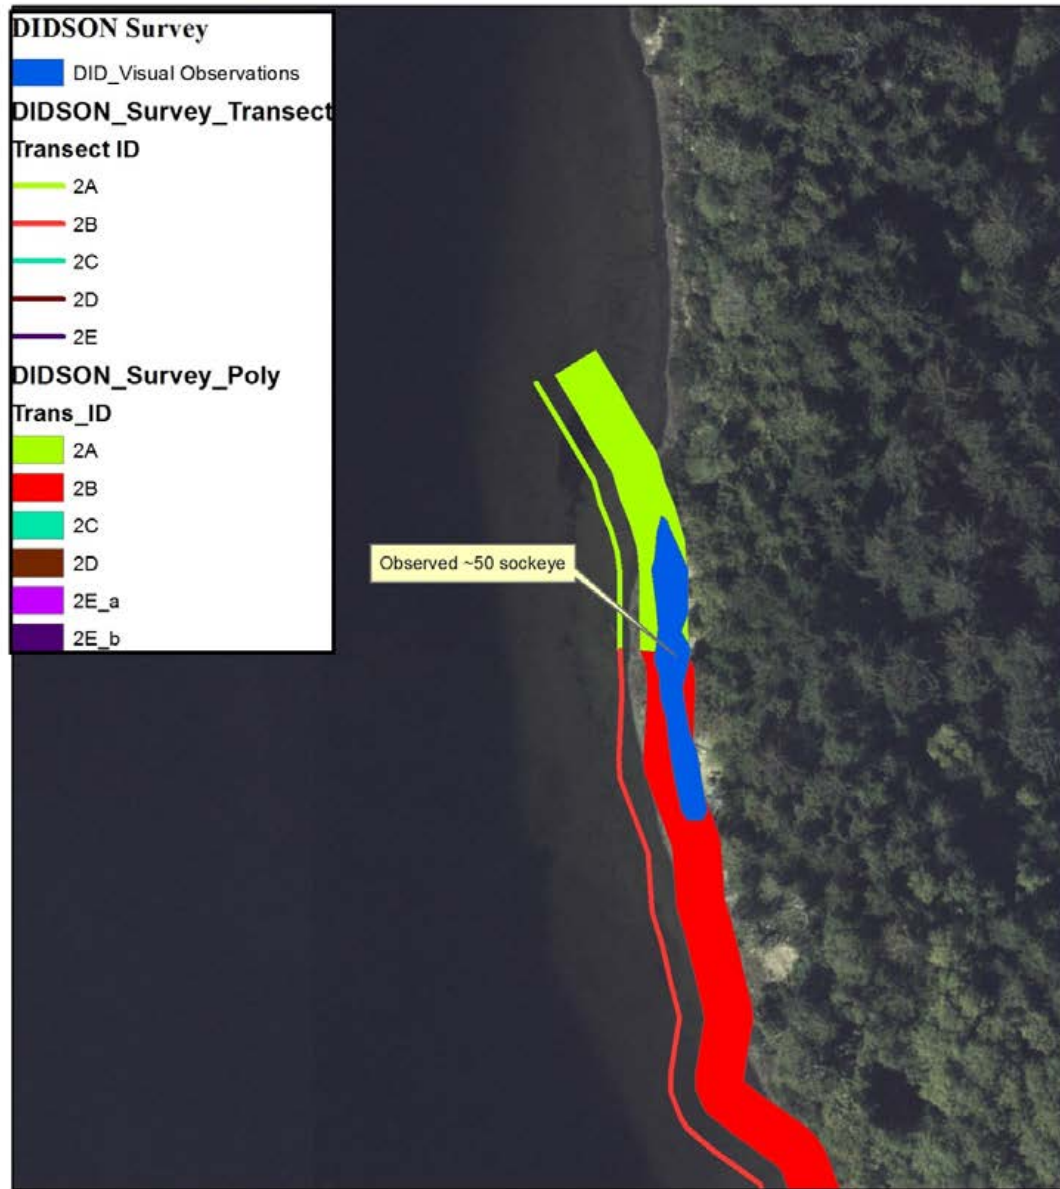 DIDSON Survey
DID_Visual Observations
DIDSON_Survey_Transect
Transect ID
2A
2B
2C
2D
2E
DIDSON_Survey_Poly
Trans_ID
2A
2B
2C
2D
2E_a
2E_b
Observed ~50 sockeye